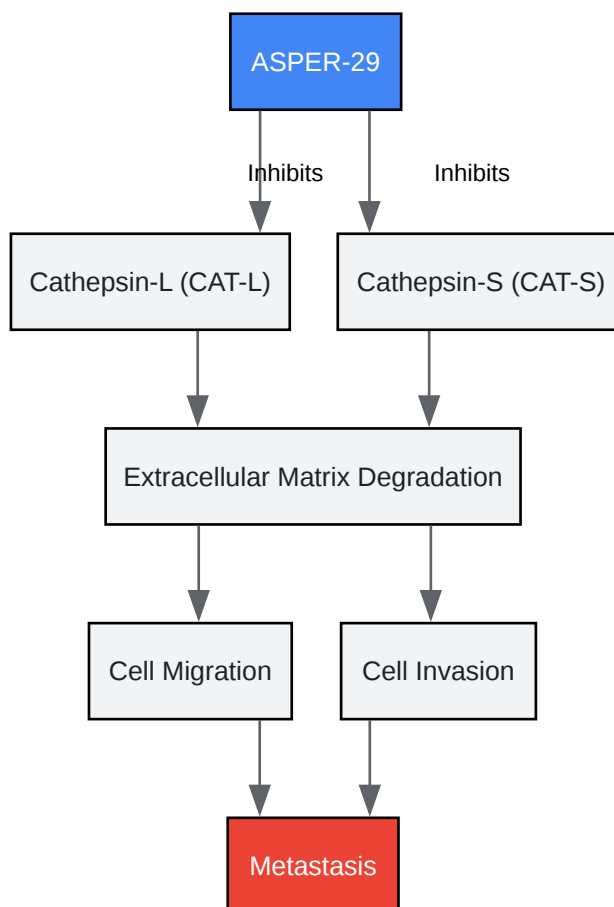 ASPER-29
Inhibits
Inhibits
Cathepsin-L (CAT-L)
Cathepsin-S (CAT-S)
Extracellular Matrix Degradation
Cell Migration
Cell Invasion
Metastasis